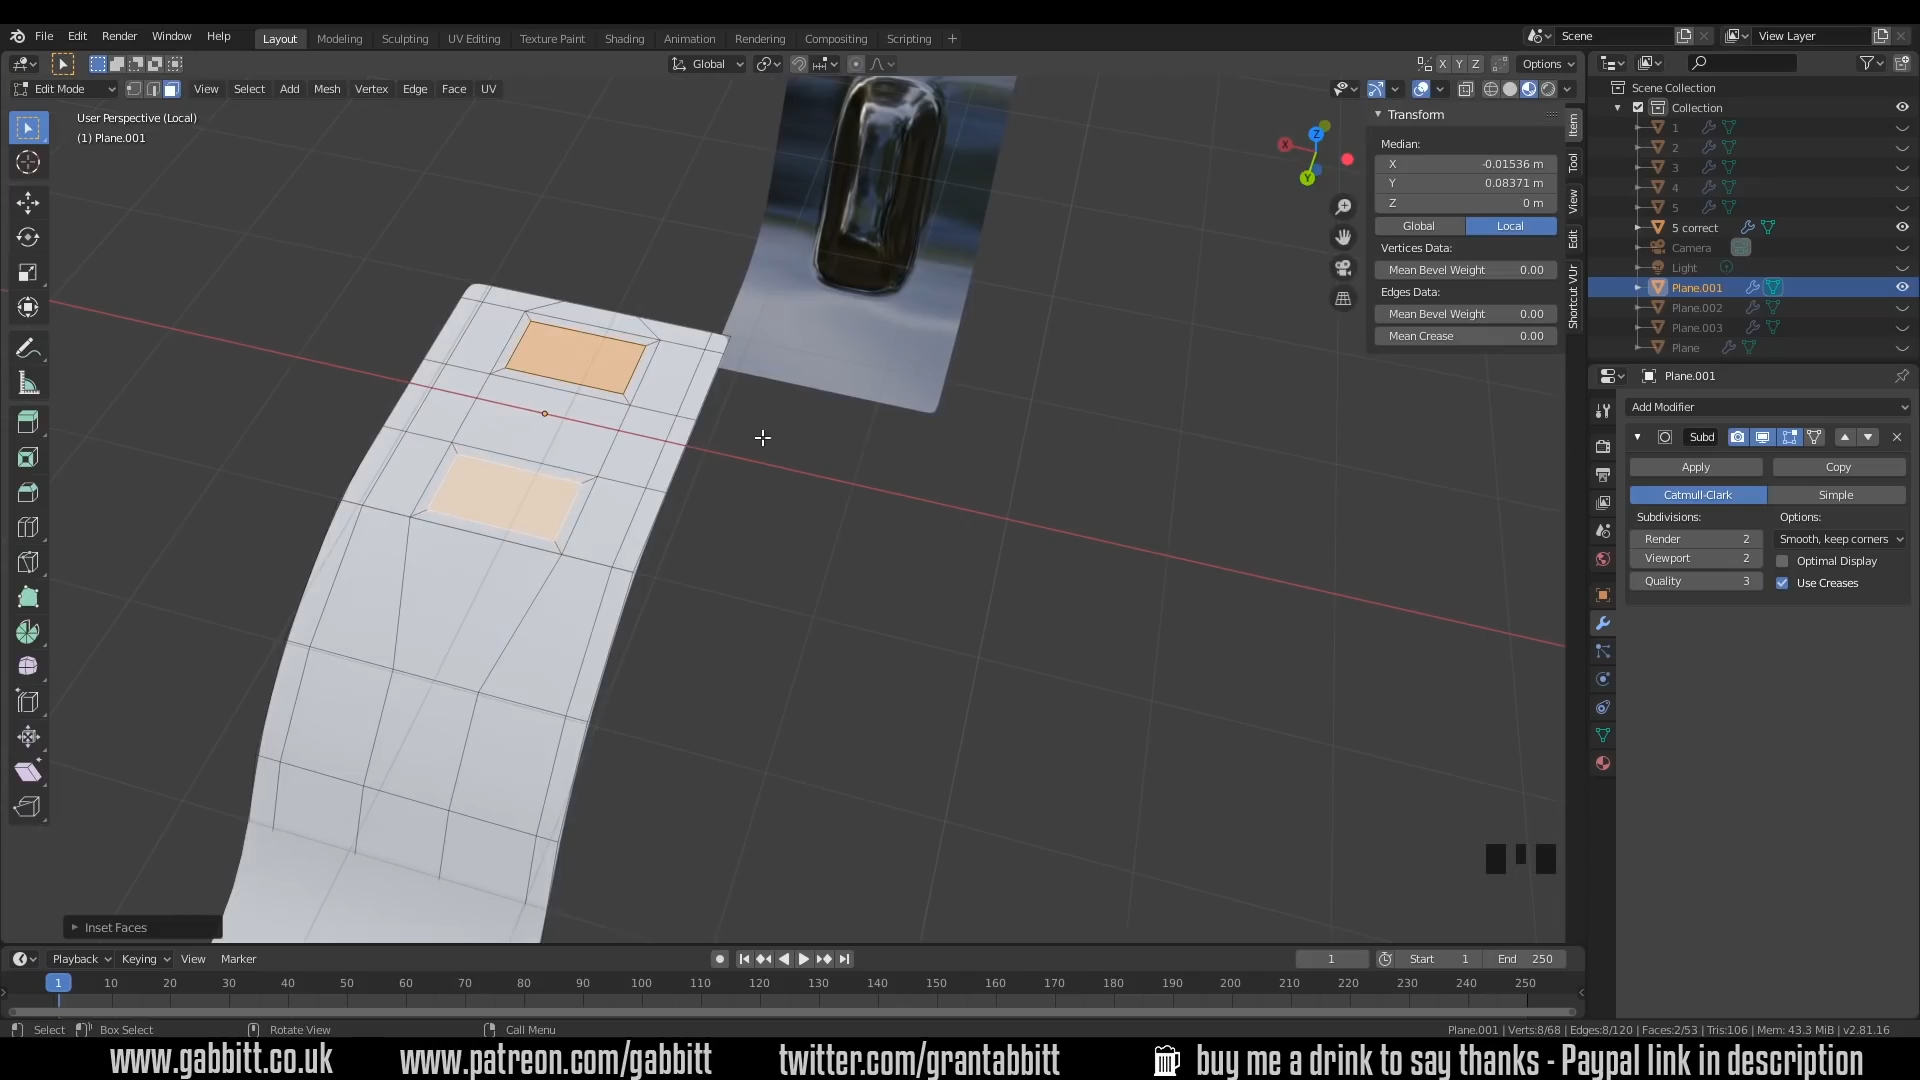 File Edit Render Window Help Layout Modeling Sculpting UV Editing Texture Paint Shading Animation Rendering Compositing Scripting + Scene View Layer
Global Options
Edit Mode View Select Add Mesh Vertex Edge Face UV X Y Z
User Perspective (Local)
(1) Plane.001
Transform
Median:
X -0.01536 m
Y 0.08371 m
Z 0 m
Global Local
Vertices Data:
Mean Bevel Weight 0.00
Edges Data:
Mean Bevel Weight 0.00
Mean Crease 0.00
Item
Tool
View
Edit
Shortcut VUr
X
Y
Z
Scene Collection
Collection
1
2
3
4
5
5 correct
Camera
Light
Plane.001
Plane.002
Plane.003
Plane
Plane.001
Add Modifier
Subd
Apply Copy
Catmull-Clark Simple
Subdivisions: Options:
Render 2 Smooth, keep corners
Viewport 2 Optimal Display
Quality 3 Use Creases
Inset Faces
Playback Keying View Marker 1 Start 1 End 250
1 10 20 30 40 50 60 70 80 90 100 110 120 130 140 150 160 170 180 190 200 210 220 230 240 250
Select Box Select Rotate View Call Menu Plane.001 | Verts:8/68 | Edges:8/120 | Faces:2/53 | Tris:106 | Mem: 43.3 MiB | v2.81.16
www.gabbitt.co.uk www.patreon.com/gabbitt twitter.com/grantabbitt buy me a drink to say thanks - Paypal link in description